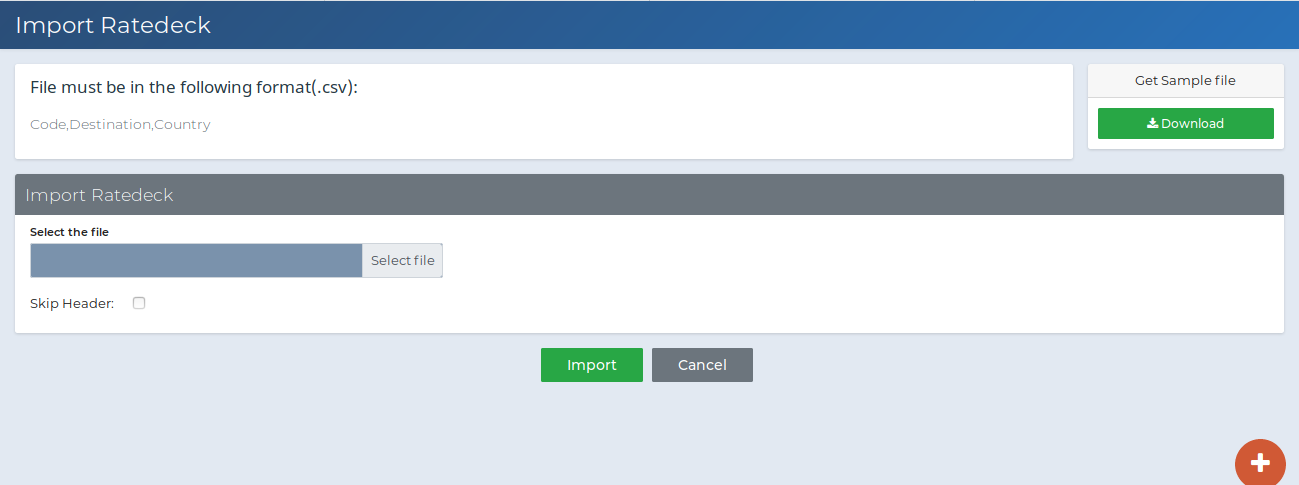 Import Ratedeck
File must be in the following format(.csv):
Code,Destination,Country
Get Sample file
Download
Import Ratedeck
Select the file
Select file
Skip Header:
Import
Cancel